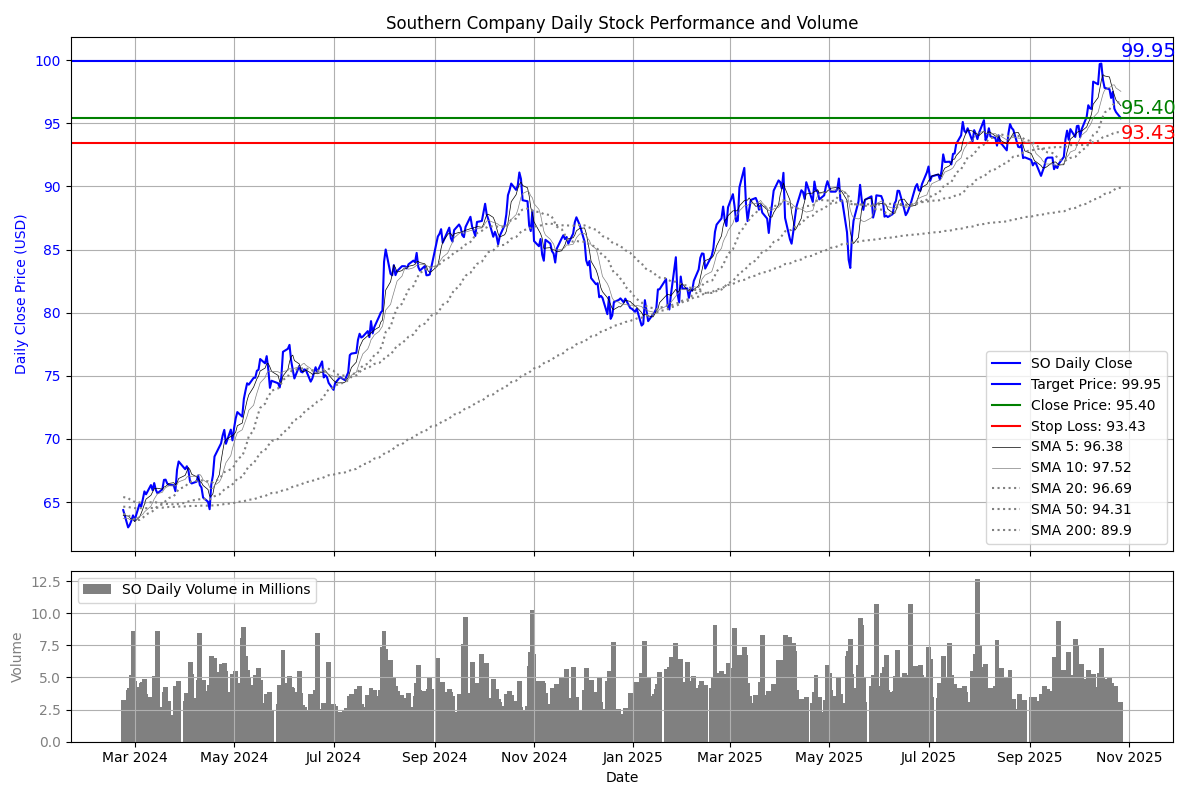 Southern Company Daily Stock Performance and Volume
Daily Close Price (USD)
100
95
90
85
80
75
70
65
99.95
95.40
93.43
SO Daily Close
Target Price: 99.95
Close Price: 95.40
Stop Loss: 93.43
SMA 5: 96.38
SMA 10: 97.52
SMA 20: 96.69
SMA 50: 94.31
SMA 200: 89.9
Volume
12.5
10.0
7.5
5.0
2.5
0.0
SO Daily Volume in Millions
Mar 2024 May 2024 Jul 2024 Sep 2024 Nov 2024 Jan 2025 Mar 2025 May 2025 Jul 2025 Sep 2025 Nov 2025
Date